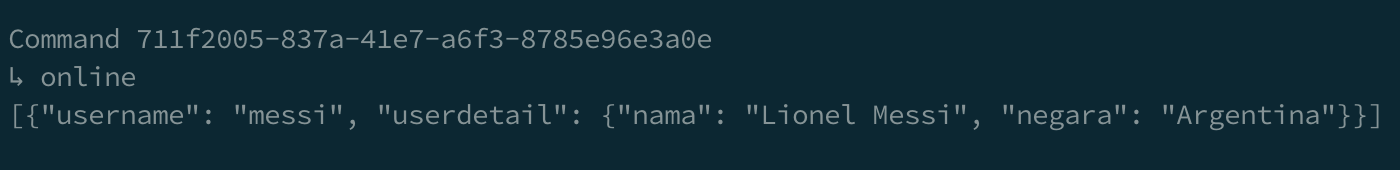 Command 711f2005-837a-41e7-a6f3-8785e96e3a0e
↳ online
[{"username": "messi", "userdetail": {"nama": "Lionel Messi", "negara": "Argentina"}}]